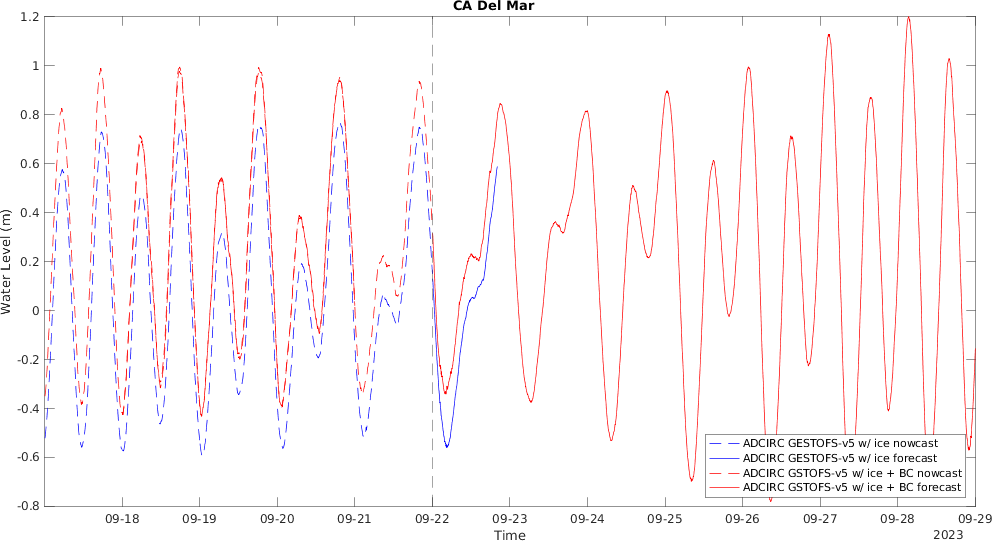 CA Del Mar
1.2
1
0.8
0.6
0.4
0.2
0
-0.2
-0.4
-0.6
-0.8
Water Level (m)
ADCIRC GESTOFS-v5 w/ ice nowcast
ADCIRC GESTOFS-v5 w/ ice forecast
ADCIRC GSTOFS-v5 w/ ice + BC nowcast
ADCIRC GSTOFS-v5 w/ ice + BC forecast
09-18 09-19 09-20 09-21 09-22 09-23 09-24 09-25 09-26 09-27 09-28 09-29
Time
2023